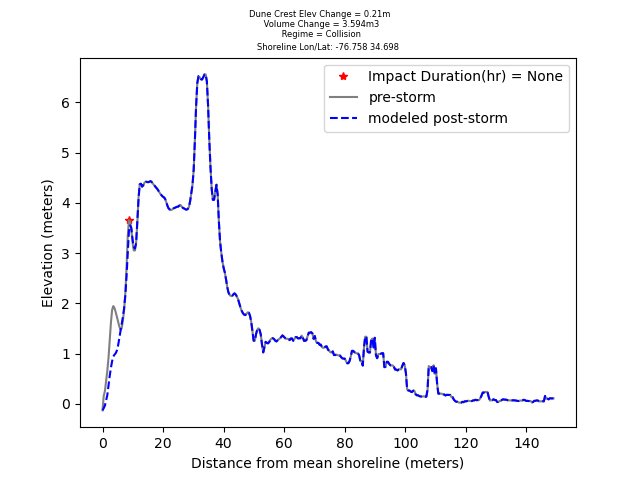 Dune Crest Elev Change = 0.21m
Volume Change = 3.594m3
Regime = Collision
Shoreline Lon/Lat: -76.758 34.698
Impact Duration(hr) = None
pre-storm
modeled post-storm
Elevation (meters)
6
5
4
3
2
1
0
0 20 40 60 80 100 120 140
Distance from mean shoreline (meters)